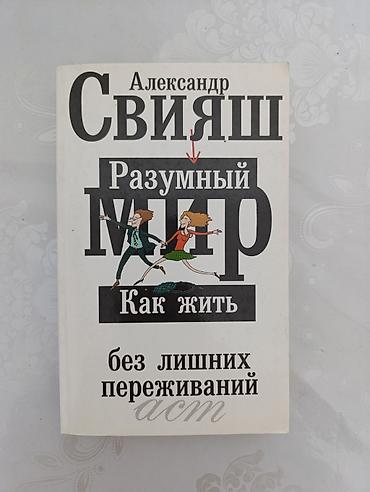 Александр
Свияш
Разумный
мир
Как жить
без лишних
переживаний
аст